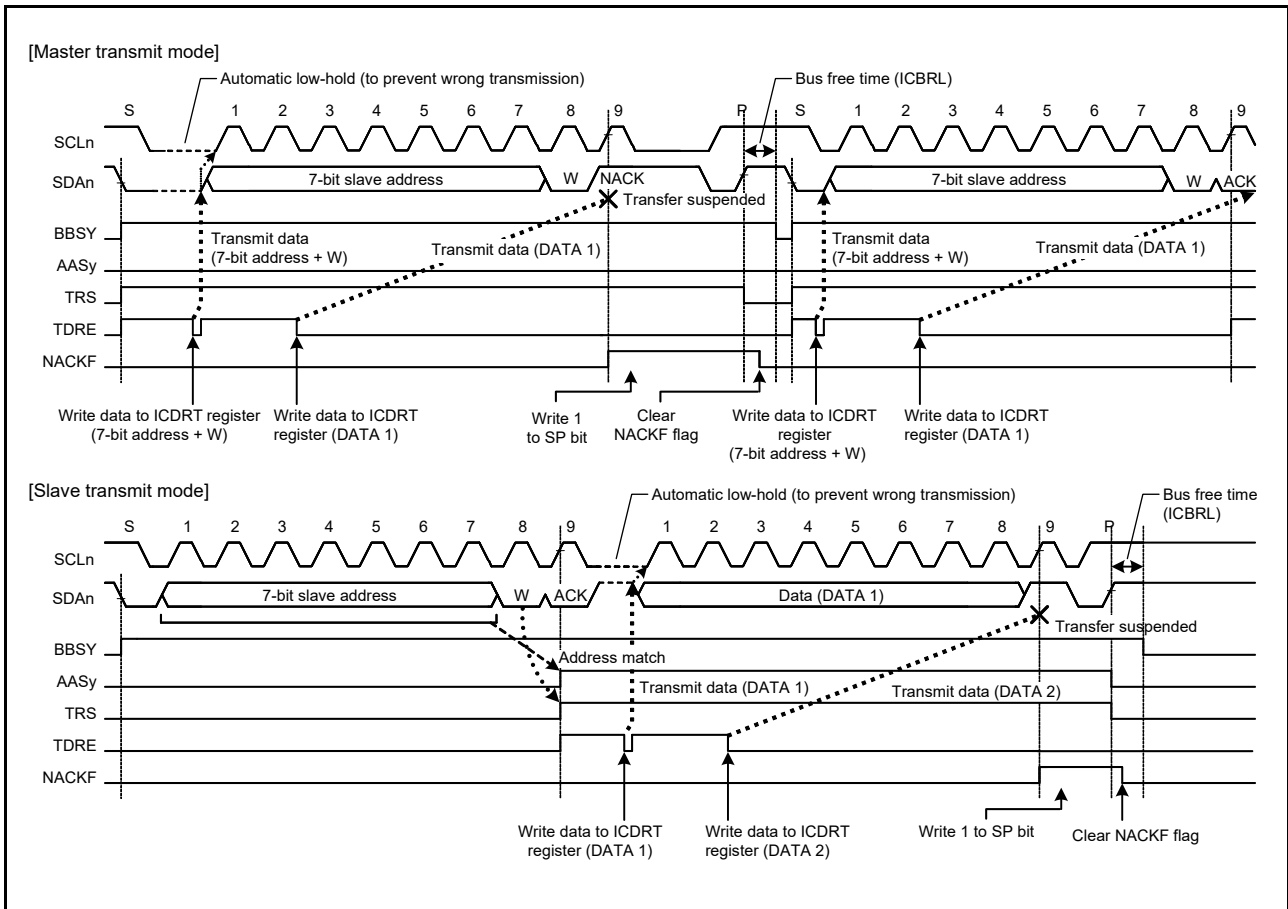 [Master transmit mode]
Automatic low-hold (to prevent wrong transmission)
Bus free time (ICBRL)
S 1 2 3 4 5 6 7 8 9 P S 1 2 3 4 5 6 7 8 9
SCLn
SDAn 7-bit slave address W NACK 7-bit slave address W ACK
Transfer suspended
BBSY
Transmit data
(7-bit address + W)
Transmit data (DATA 1)
Transmit data
(7-bit address + W)
Transmit data (DATA 1)
AASy
TRS
TDRE
NACKF
Write data to ICDRT register
(7-bit address + W)
Write data to ICDRT
register (DATA 1)
Write 1
to SP bit
Clear
NACKF flag
Write data to ICDRT
register
(7-bit address + W)
Write data to ICDRT
register (DATA 1)
[Slave transmit mode]
Automatic low-hold (to prevent wrong transmission)
Bus free time
(ICBRL)
S 1 2 3 4 5 6 7 8 9 1 2 3 4 5 6 7 8 9 P
SCLn
SDAn 7-bit slave address W ACK Data (DATA 1)
Transfer suspended
BBSY
Address match
AASy
Transmit data (DATA 1)
Transmit data (DATA 2)
TRS
TDRE
NACKF
Write data to ICDRT
register (DATA 1)
Write data to ICDRT
register (DATA 2)
Write 1 to SP bit
Clear NACKF flag